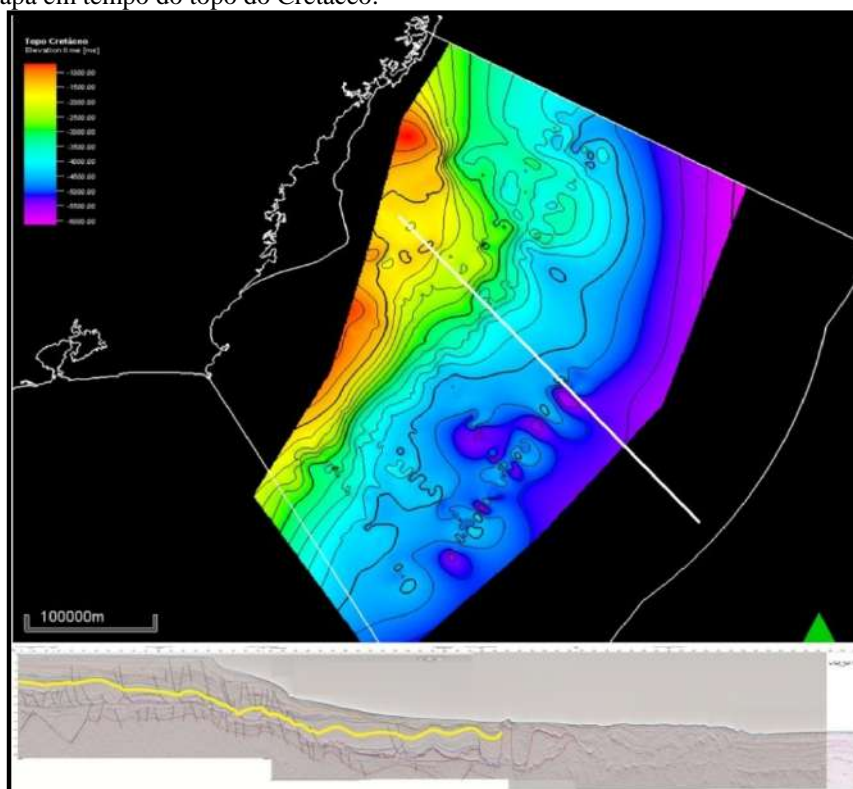 apa em tempo do topo do Cretáceo.
Topo Cretáceo
Elevation time [ms]
-1000.00
-1500.00
-2000.00
-2500.00
-3000.00
-3500.00
-4000.00
-4500.00
-5000.00
-5500.00
-6000.00
100000m